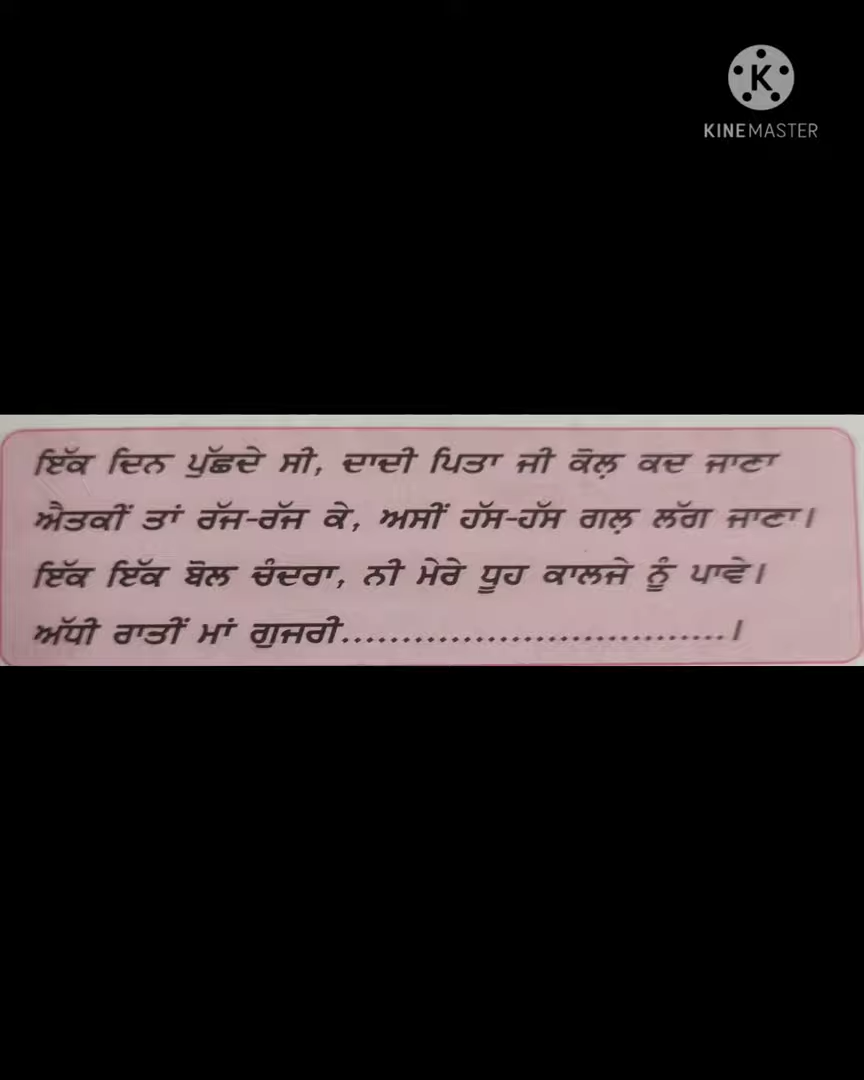 KINEMASTER
ਇੱਕ ਦਿਨ ਪੁੱਛਦੇ ਸੀ, ਦਾਦੀ ਪਿਤਾ ਜੀ ਕੋਲ਼ ਕਦ ਜਾਣਾ
ਐਤਕੀਂ ਤਾਂ ਰੱਜ-ਰੱਜ ਕੇ, ਅਸੀਂ ਹੱਸ-ਹੱਸ ਗਲ਼ ਲੱਗ ਜਾਣਾ।
ਇੱਕ ਇੱਕ ਬੋਲ ਚੰਦਰਾ, ਨੀ ਮੇਰੇ ਧੂਹ ਕਾਲਜੇ ਨੂੰ ਪਾਵੇ।
ਅੱਧੀ ਰਾਤੀਂ ਮਾਂ ਗੁਜਰੀ................................।